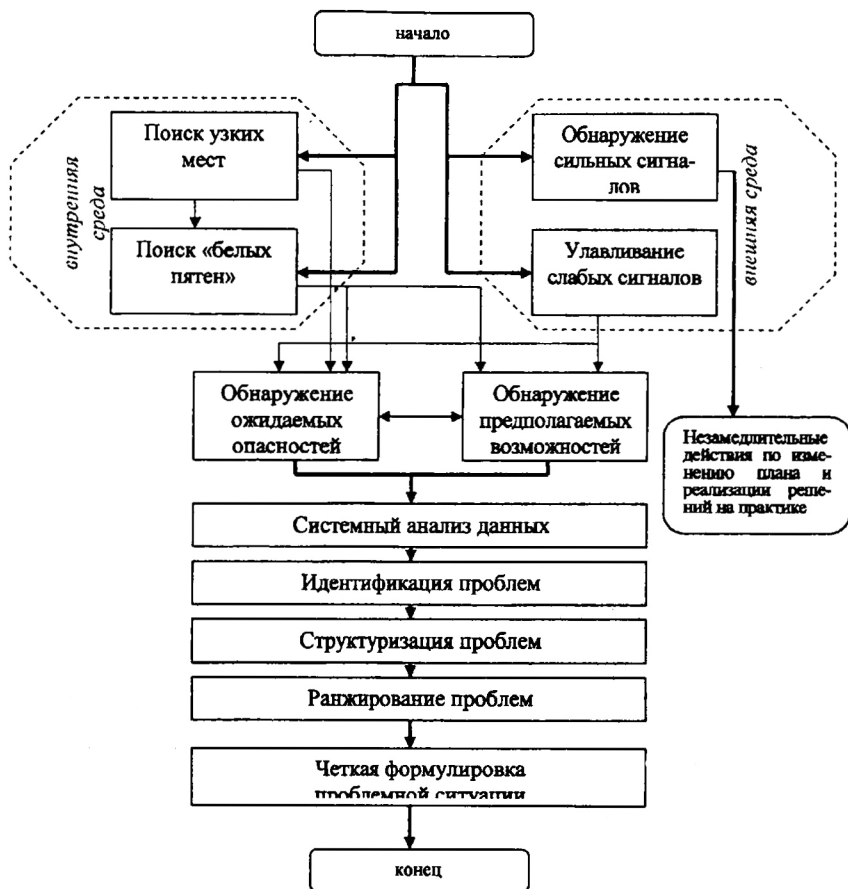 начало
Поиск узких
мест
Обнаружение
сильных сигна-
лов
внутренняя
среда
внешняя среда
Поиск «белых
пятен»
Улавливание
слабых сигналов
Обнаружение
ожидаемых
опасностей
Обнаружение
предполагаемых
возможностей
Незамедлительные
действия по изме-
нению плана и
реализации реше-
ний на практике
Системный анализ данных
Идентификация проблем
Структуризация проблем
Ранжирование проблем
Четкая формулировка
проблемной ситуации
конец